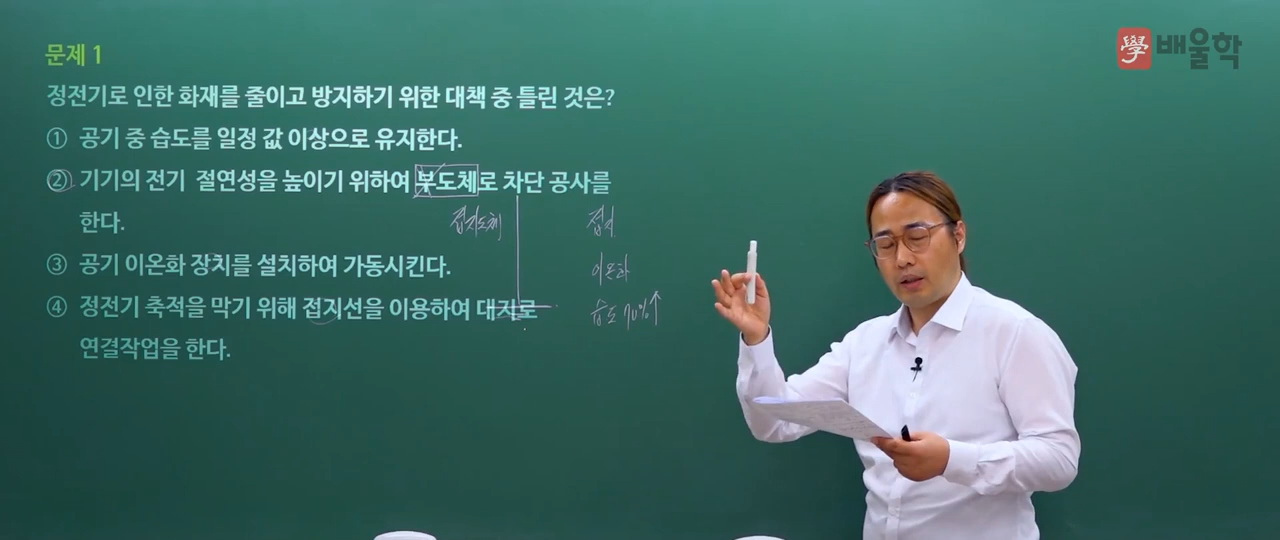 문제 1
學 배울학
정전기로 인한 화재를 줄이고 방지하기 위한 대책 중 틀린 것은?
① 공기 중 습도를 일정 값 이상으로 유지한다.
② 기기의 전기 절연성을 높이기 위하여 부도체로 차단 공사를
한다.
접지도체
접지
③ 공기 이온화 장치를 설치하여 가동시킨다.
이온화
④ 정전기 축적을 막기 위해 접지선을 이용하여 대지로
습도 70%↑
연결작업을 한다.